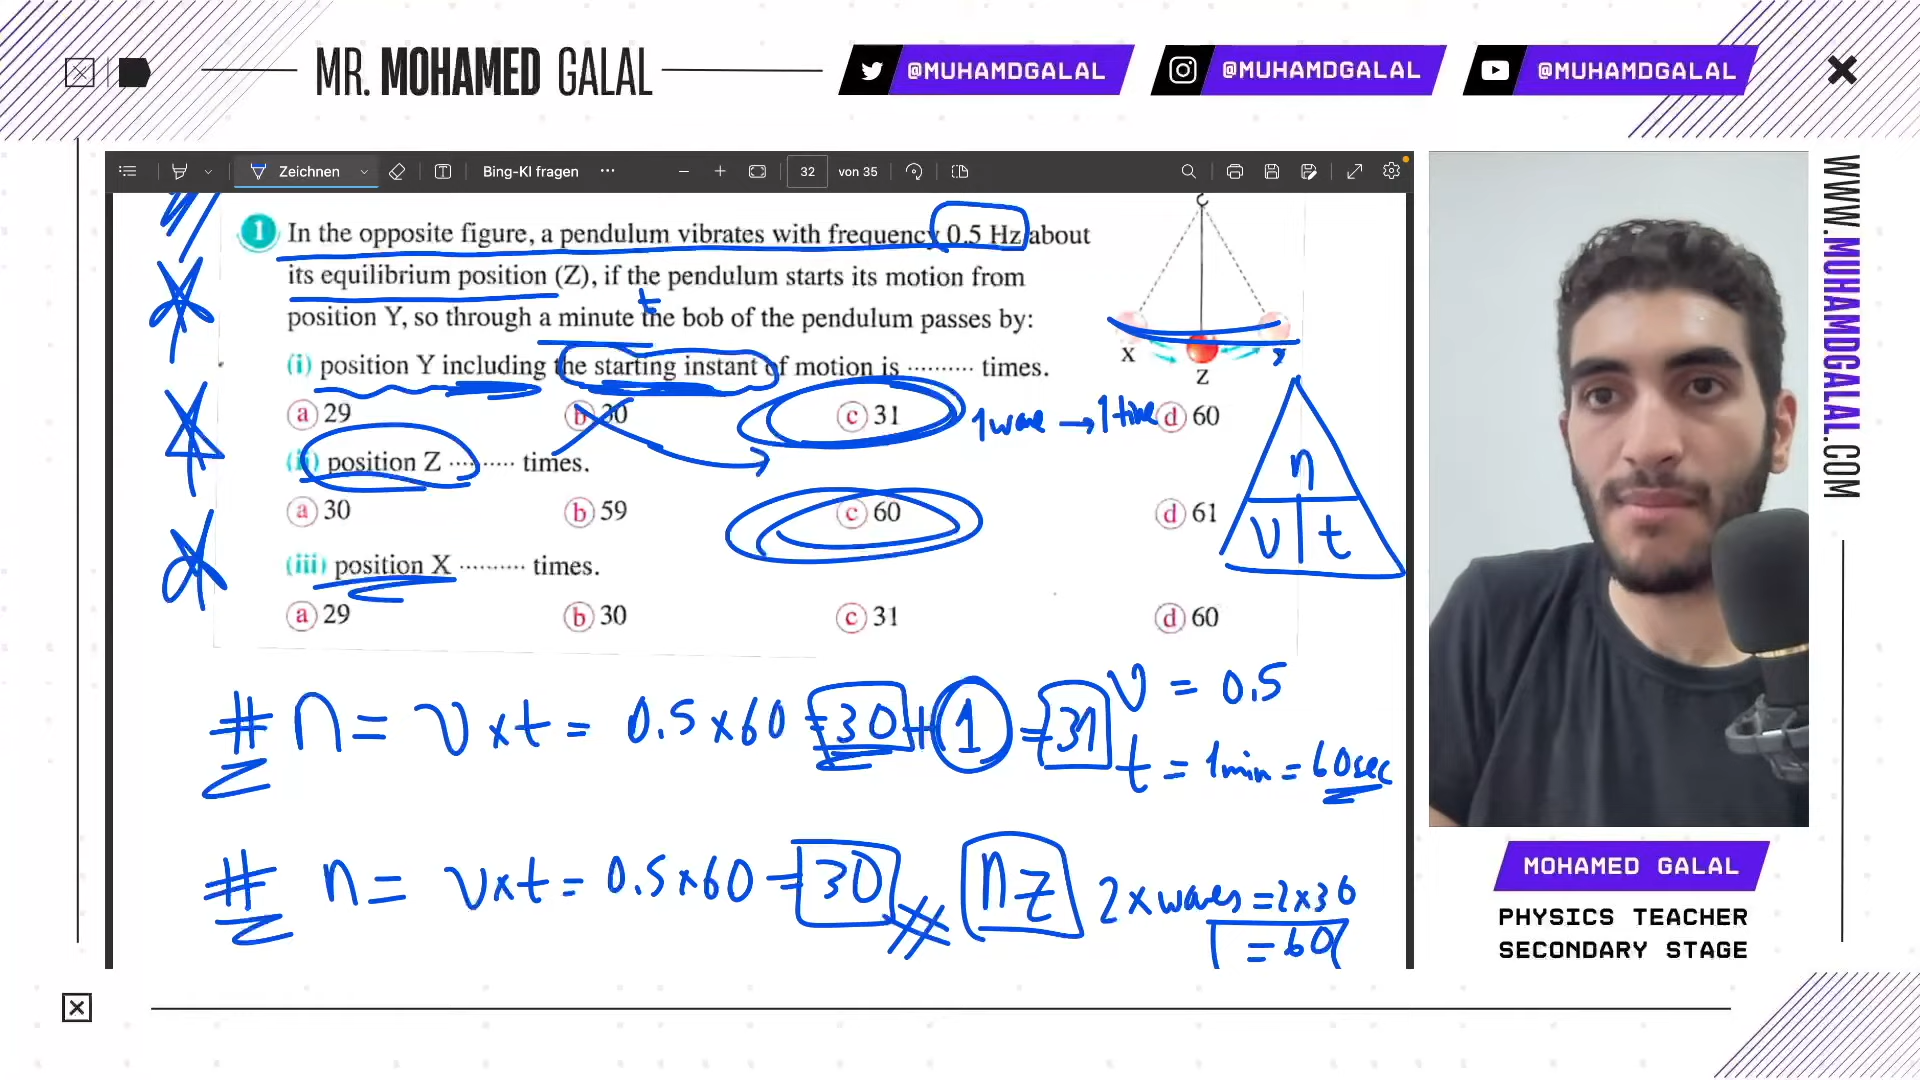 MR. MOHAMED GALAL
@MUHAMDGALAL
@MUHAMDGALAL
@MUHAMDGALAL
WWW.MUHAMDGALAL.COM
Zeichnen
Bing-KI fragen
32 von 35
1 In the opposite figure, a pendulum vibrates with frequency 0.5 Hz about
its equilibrium position (Z), if the pendulum starts its motion from
t
position Y, so through a minute the bob of the pendulum passes by:
X
Z
y
(i) position Y including the starting instant of motion is .......... times.
a 29 b 30 c 31 d 60
1 wave → 1 time
(ii) position Z .......... times.
a 30 b 59 c 60 d 61
n
ν t
(iii) position X .......... times.
a 29 b 30 c 31 d 60
# n = ν x t = 0.5 x 60 = 30 + 1 = 31
ν = 0.5
t = 1min = 60sec
# n = ν x t = 0.5 x 60 = 30
nz 2 x waves = 2 x 30
= 60
MOHAMED GALAL
PHYSICS TEACHER
SECONDARY STAGE